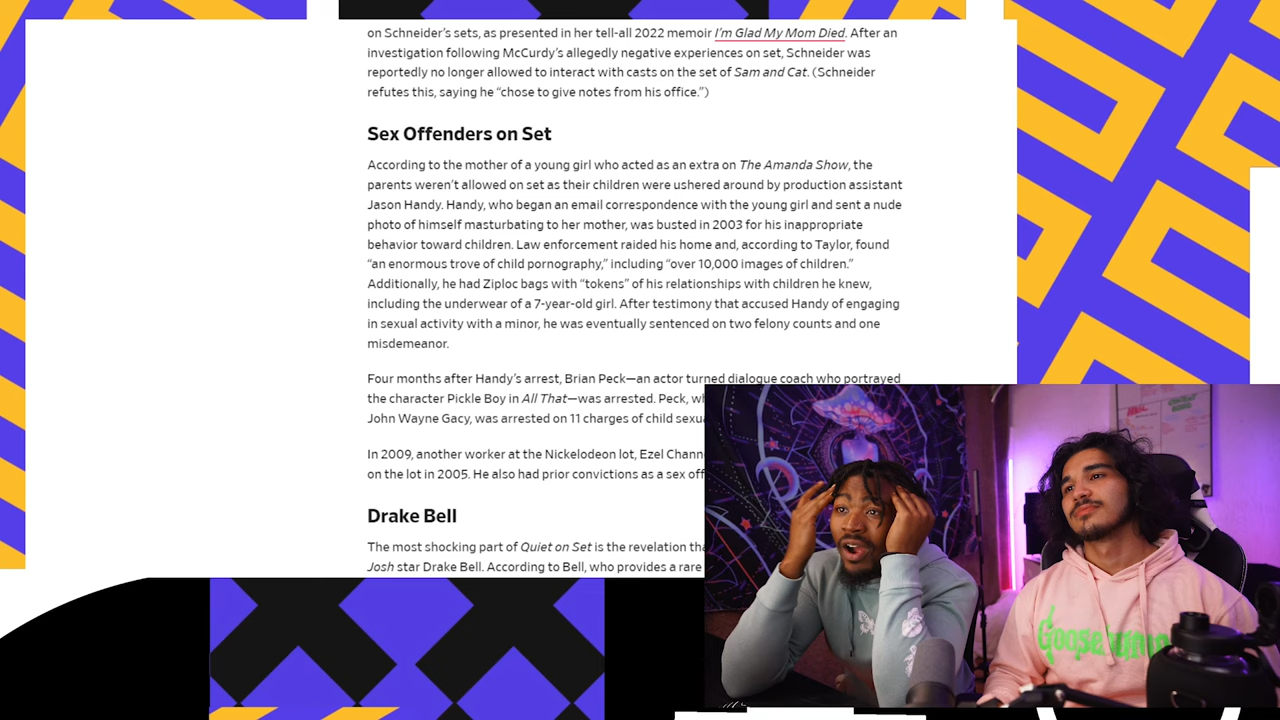 on Schneider's sets, as presented in her tell-all 2022 memoir I'm Glad My Mom Died. After an
investigation following McCurdy's allegedly negative experiences on set, Schneider was
reportedly no longer allowed to interact with casts on the set of Sam and Cat. (Schneider
refutes this, saying he “chose to give notes from his office.”)
Sex Offenders on Set
According to the mother of a young girl who acted as an extra on The Amanda Show, the
parents weren't allowed on set as their children were ushered around by production assistant
Jason Handy. Handy, who began an email correspondence with the young girl and sent a nude
photo of himself masturbating to her mother, was busted in 2003 for his inappropriate
behavior toward children. Law enforcement raided his home and, according to Taylor, found
“an enormous trove of child pornography,” including “over 10,000 images of children.”
Additionally, he had Ziploc bags with “tokens” of his relationships with children he knew,
including the underwear of a 7-year-old girl. After testimony that accused Handy of engaging
in sexual activity with a minor, he was eventually sentenced on two felony counts and one
misdemeanor.
Four months after Handy's arrest, Brian Peck—an actor turned dialogue coach who portrayed
the character Pickle Boy in All That—was arrested. Peck,
John Wayne Gacy, was arrested on 11 charges of child
In 2009, another worker at the Nickelodeon lot, Ezel
on the lot in 2005. He also had prior convictions as a sex
Drake Bell
The most shocking part of Quiet on Set is the revelation
Josh star Drake Bell. According to Bell, who provides a rare